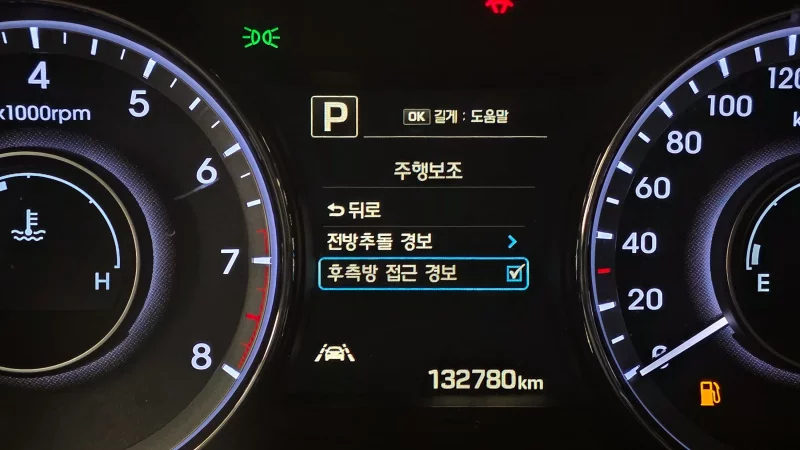 4
5
x1000rpm
6
7
8
H
P
OK 길게 : 도움말
주행보조
뒤로
전방추돌 경보
후측방 접근 경보
132780km
120
100
80
60
40
20
0
E